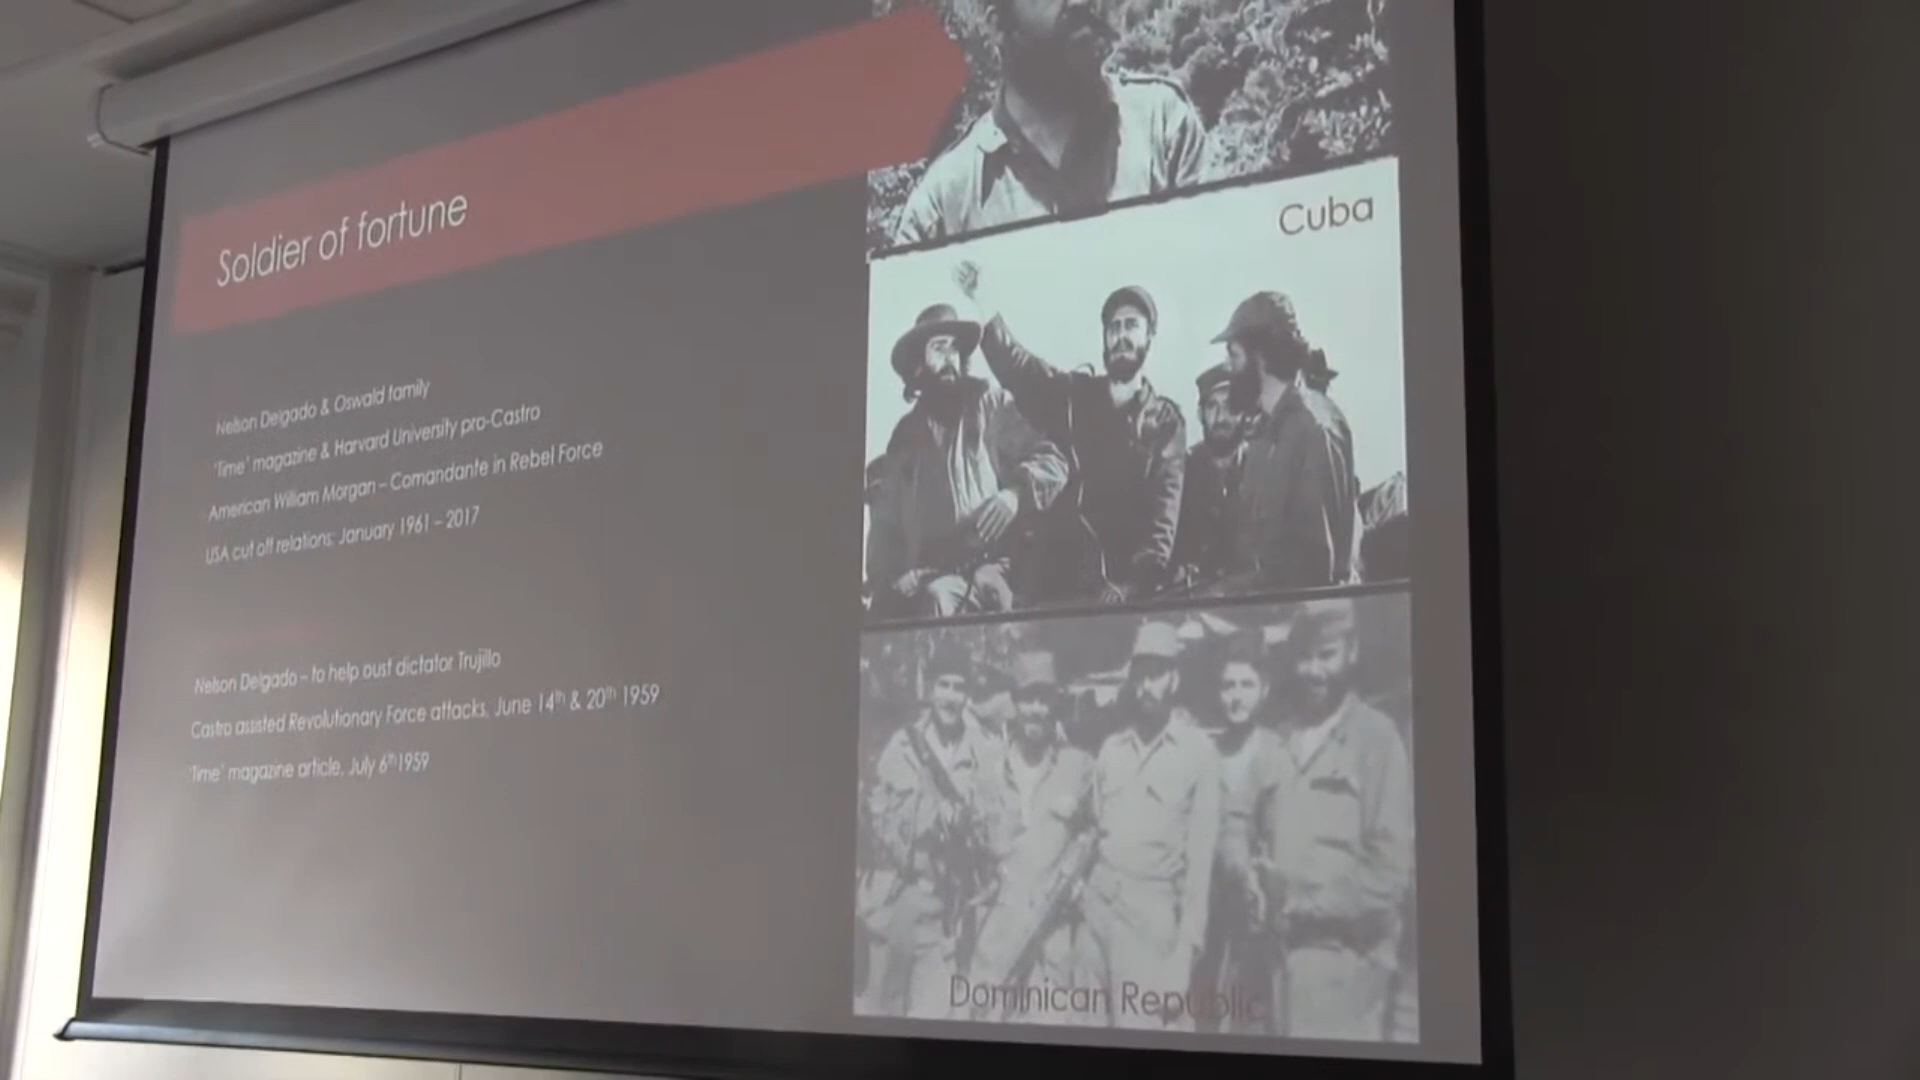 Soldier of fortune
Nelson Delgado & Oswald family
'Time' magazine & Harvard University pro-Castro
American William Morgan – Comandante in Rebel Force
USA cut off relations: January 1961 – 2017
Nelson Delgado – to help oust dictator Trujillo
Castro assisted Revolutionary Force attacks, June 14th & 20th 1959
'Time' magazine article, July 6th 1959
Cuba
Dominican Republic